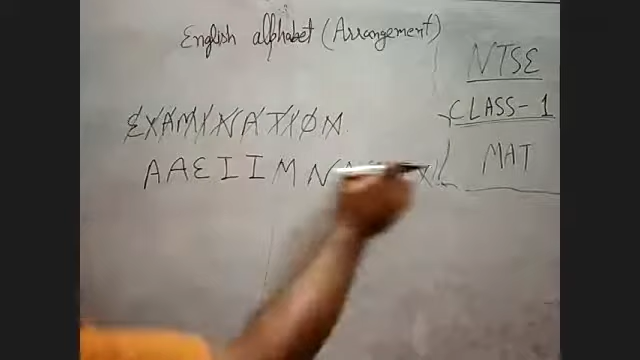 English alphabet (Arrangement)
NTSE
CLASS-1
MAT
EXAMINATION
AAEIIMN